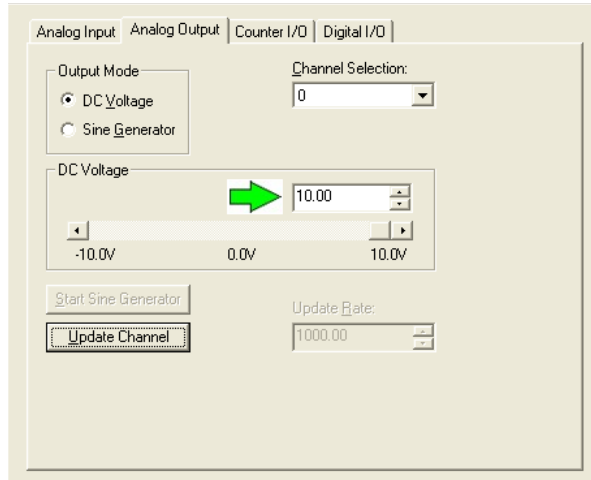 Analog Input Analog Output Counter I/O Digital I/O
Output Mode
DC Voltage
Sine Generator
Channel Selection:
0
DC Voltage
10.00
-10.0V 0.0V 10.0V
Start Sine Generator
Update Channel
Update Rate:
1000.00